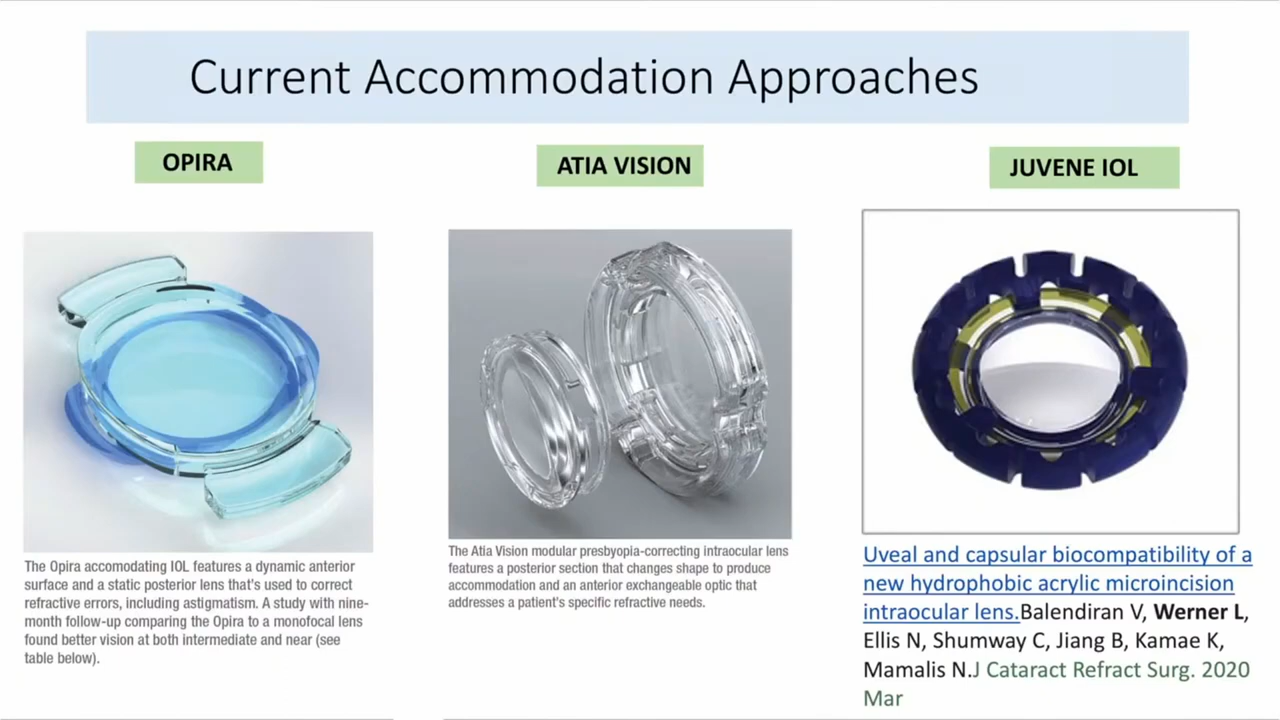 Current Accommodation Approaches
OPIRA
The Opira accomodating IOL features a dynamic anterior
surface and a static posterior lens that's used to correct
refractive errors, including astigmatism. A study with nine-
month follow-up comparing the Opira to a monofocal lens
found better vision at both intermediate and near (see
table below).
ATIA VISION
The Atia Vision modular presbyopia-correcting intraocular lens
features a posterior section that changes shape to produce
accommodation and an anterior exchangeable optic that
addresses a patient's specific refractive needs.
JUVENE IOL
Uveal and capsular biocompatibility of a
new hydrophobic acrylic microincision
intraocular lens.Balendiran V, Werner L,
Ellis N, Shumway C, Jiang B, Kamae K,
Mamalis N.J Cataract Refract Surg. 2020
Mar